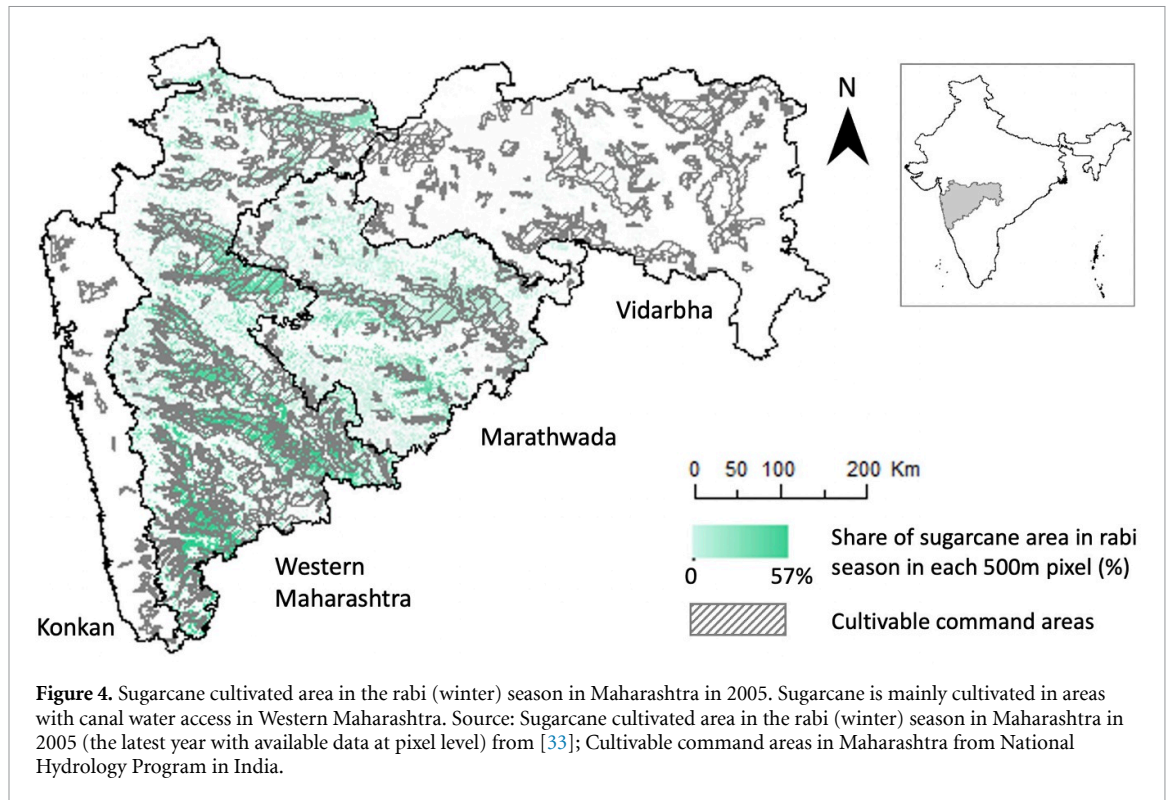 N
Vidarbha
Marathwada
0 50 100 200 Km
Share of sugarcane area in rabi
season in each 500m pixel (%)
0 57%
Western
Maharashtra
Cultivable command areas
Konkan
Figure 4. Sugarcane cultivated area in the rabi (winter) season in Maharashtra in 2005. Sugarcane is mainly cultivated in areas
with canal water access in Western Maharashtra. Source: Sugarcane cultivated area in the rabi (winter) season in Maharashtra in
2005 (the latest year with available data at pixel level) from [33]; Cultivable command areas in Maharashtra from National
Hydrology Program in India.